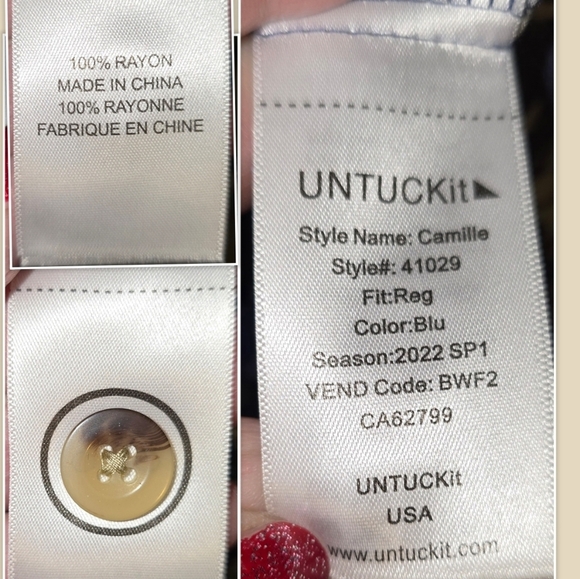 100% RAYON
MADE IN CHINA
100% RAYONNE
FABRIQUE EN CHINE
UNTUCKit
Style Name: Camille
Style#: 41029
Fit:Reg
Color:Blu
Season:2022 SP1
VEND Code: BWF2
CA62799
UNTUCKit
USA
www.untuckit.com